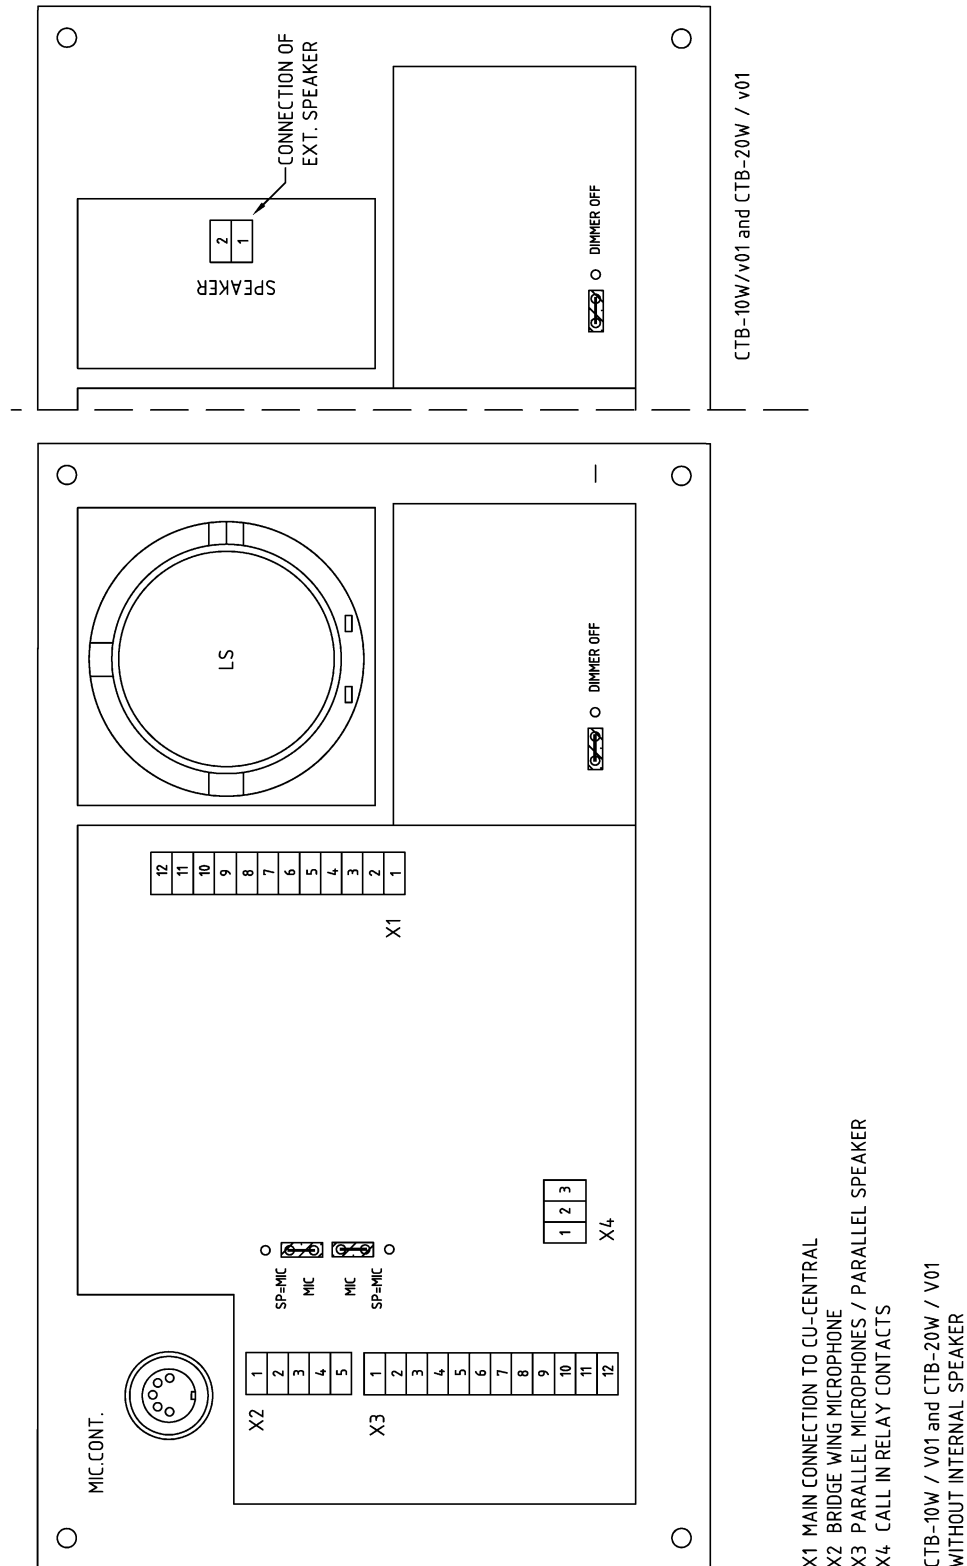 CONNECTION OF
EXT. SPEAKER
2
1
SPEAKER
DIMMER OFF
CTB-10W/v01 and CTB-20W / v01
LS
DIMMER OFF
12
11
10
9
8
7
6
5
4
3
2
1
X1
1 2 3
X4
SP=MIC
MIC
MIC
SP=MIC
MIC.CONT.
1
2
3
4
5
X2
1
2
3
4
5
6
7
8
9
10
11
12
X3
X1 MAIN CONNECTION TO CU-CENTRAL
X2 BRIDGE WING MICROPHONE
X3 PARALLEL MICROPHONES / PARALLEL SPEAKER
X4 CALL IN RELAY CONTACTS
CTB-10W / V01 and CTB-20W / V01
WITHOUT INTERNAL SPEAKER